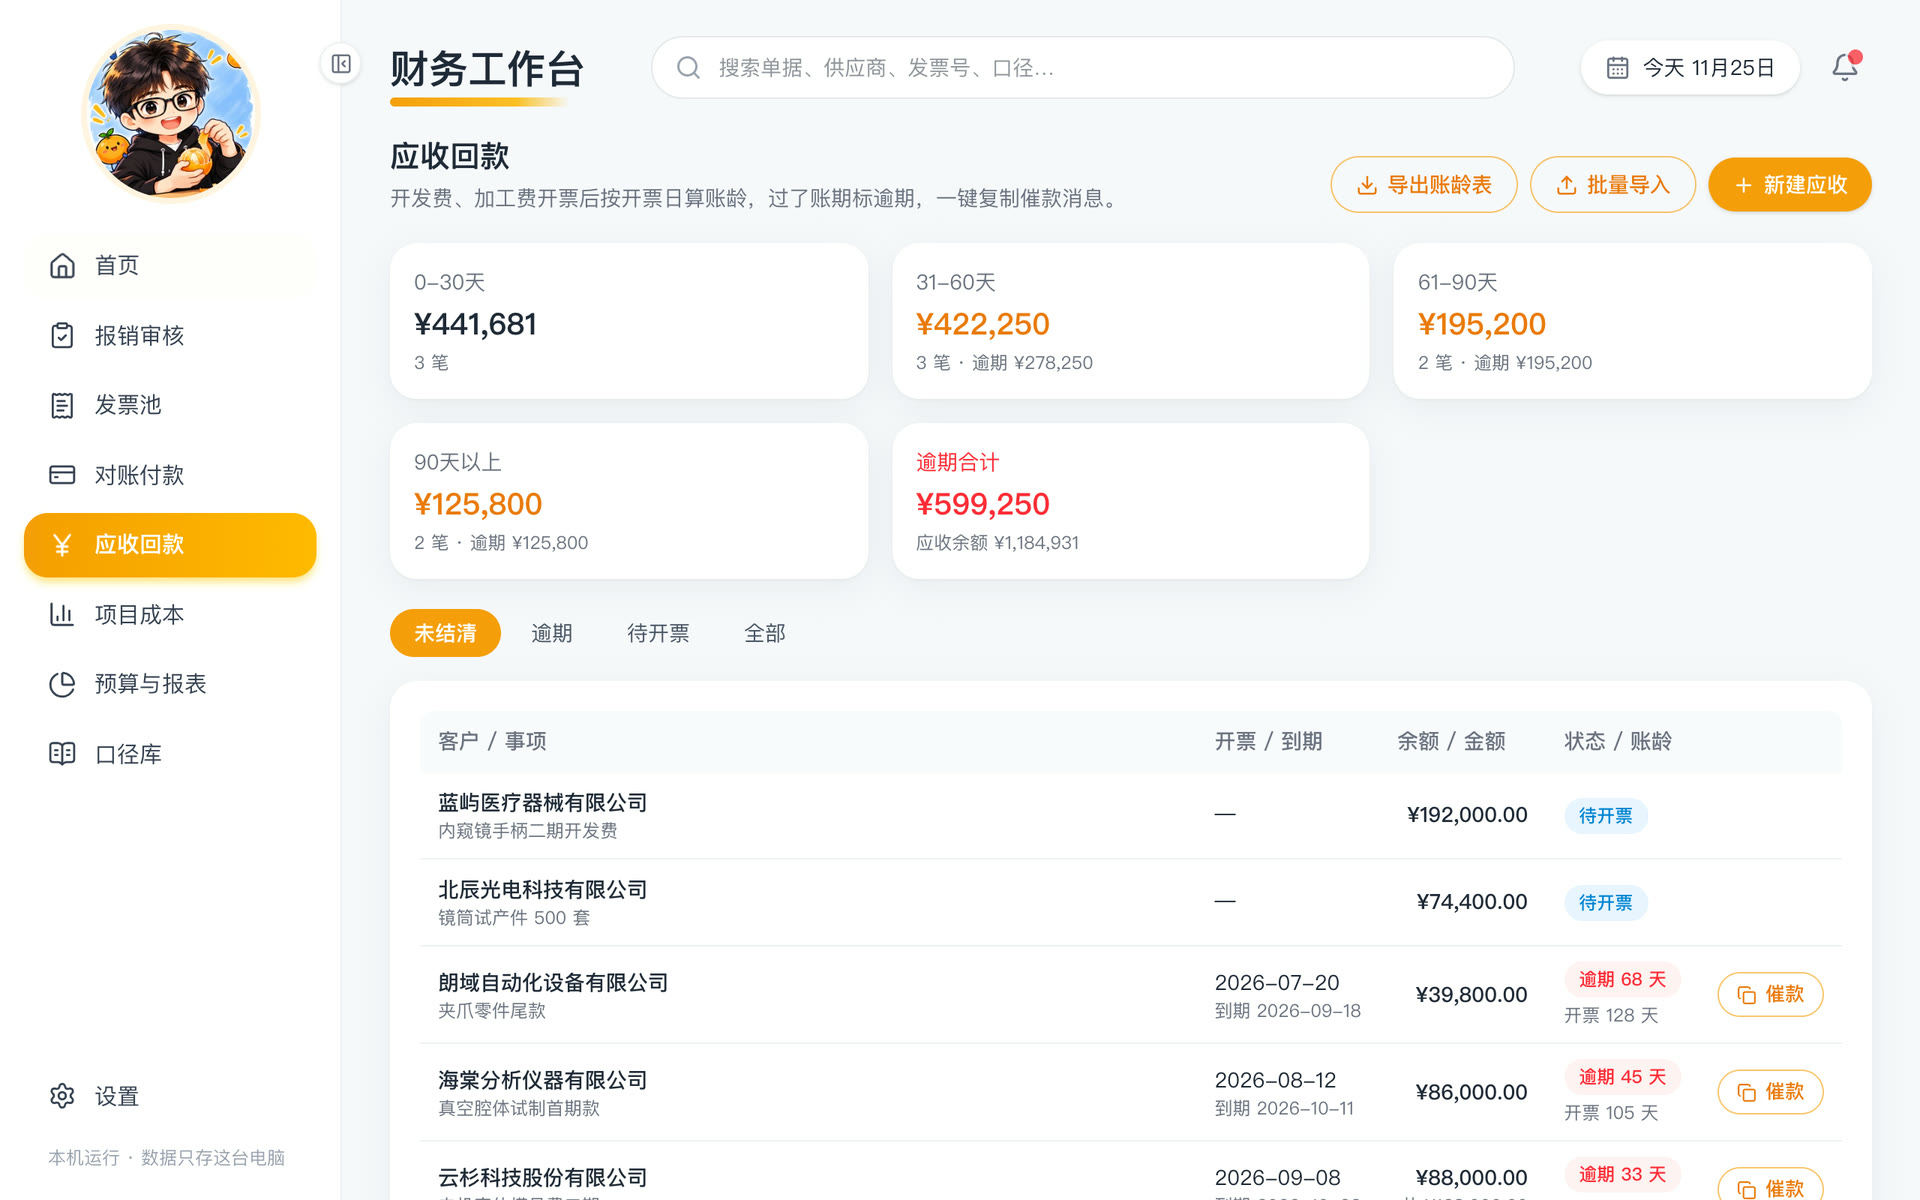 财务工作台
搜索单据、供应商、发票号、口径...
今天 11月25日
首页
报销审核
发票池
对账付款
¥ 应收回款
项目成本
预算与报表
口径库
设置
本机运行 · 数据只存这台电脑
应收回款
开发费、加工费开票后按开票日算账龄，过了账期标逾期，一键复制催款消息。
导出账龄表
批量导入
新建应收
0–30天
¥441,681
3 笔
31–60天
¥422,250
3 笔 · 逾期 ¥278,250
61–90天
¥195,200
2 笔 · 逾期 ¥195,200
90天以上
¥125,800
2 笔 · 逾期 ¥125,800
逾期合计
¥599,250
应收余额 ¥1,184,931
未结清 逾期 待开票 全部
客户 / 事项 开票 / 到期 余额 / 金额 状态 / 账龄
蓝屿医疗器械有限公司
内窥镜手柄二期开发费
— ¥192,000.00 待开票
北辰光电科技有限公司
镜筒试产件 500 套
— ¥74,400.00 待开票
朗域自动化设备有限公司
夹爪零件尾款
2026–07–20
到期 2026–09–18
¥39,800.00
逾期 68 天
开票 128 天
催款
海棠分析仪器有限公司
真空腔体试制首期款
2026–08–12
到期 2026–10–11
¥86,000.00
逾期 45 天
开票 105 天
催款
云杉科技股份有限公司
2026–09–08
¥88,000.00
逾期 33 天
催款